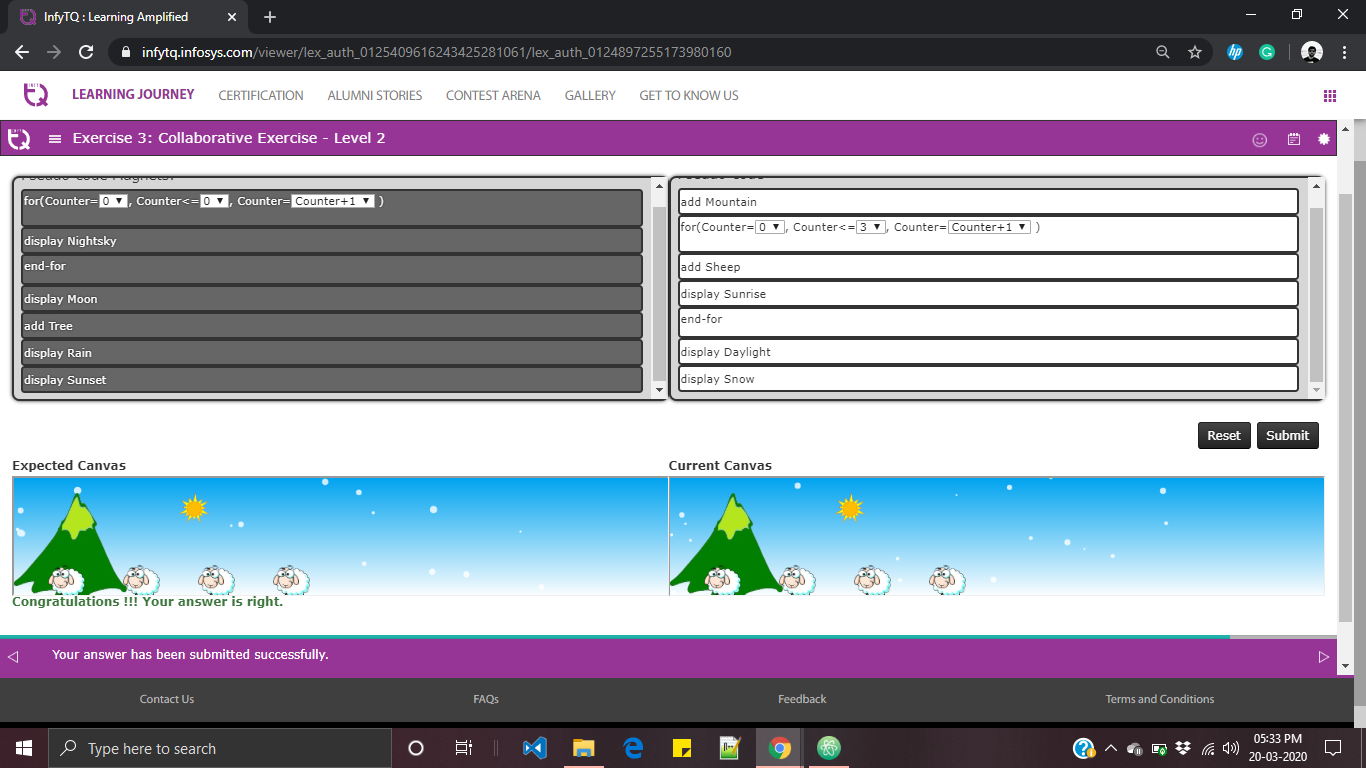 InfyTQ : Learning Amplified
infytq.infosys.com/viewer/lex_auth_0125409616243425281061/lex_auth_0124897255173980160
LEARNING JOURNEY CERTIFICATION ALUMNI STORIES CONTEST ARENA GALLERY GET TO KNOW US
Exercise 3: Collaborative Exercise - Level 2
for(Counter= 0 , Counter<= 0 , Counter= Counter+1 )
display Nightsky
end-for
display Moon
add Tree
display Rain
display Sunset
add Mountain
for(Counter= 0 , Counter<= 3 , Counter= Counter+1 )
add Sheep
display Sunrise
end-for
display Daylight
display Snow
Reset Submit
Expected Canvas
Current Canvas
Congratulations !!! Your answer is right.
Your answer has been submitted successfully.
Contact Us FAQs Feedback Terms and Conditions
Type here to search
05:33 PM
20-03-2020